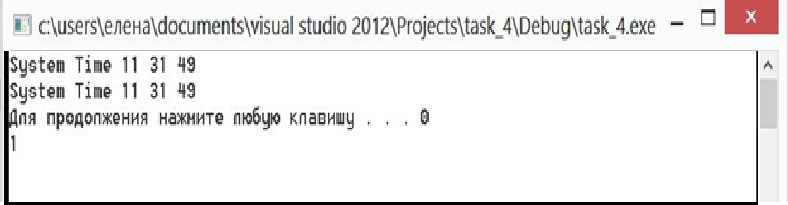 c:\users\елена\documents\visual studio 2012\Projects\task_4\Debug\task_4.exe
System Time 11 31 49
System Time 11 31 49
Для продолжения нажмите любую клавишу . . . 0
1